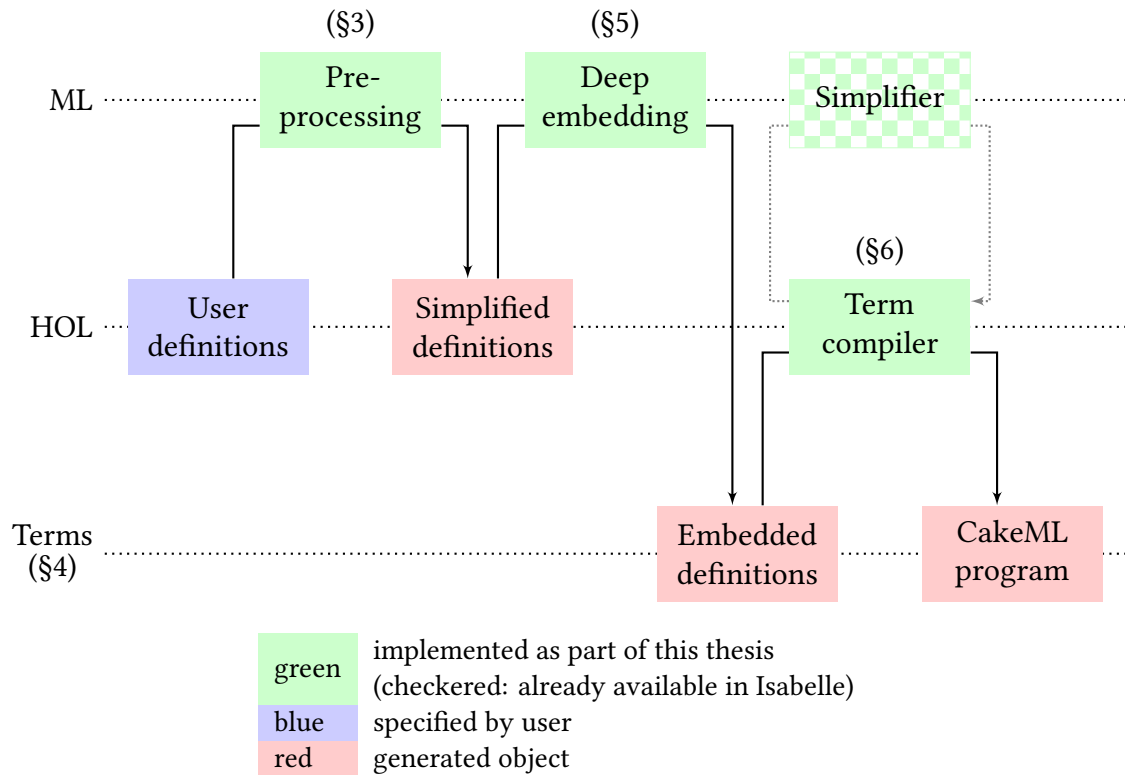 (§3)
(§5)
ML
Pre-
processing
Deep
embedding
Simplifier
(§6)
HOL
User
definitions
Simplified
definitions
Term
compiler
Terms
(§4)
Embedded
definitions
CakeML
program
green
implemented as part of this thesis
(checkered: already available in Isabelle)
blue
specified by user
red
generated object